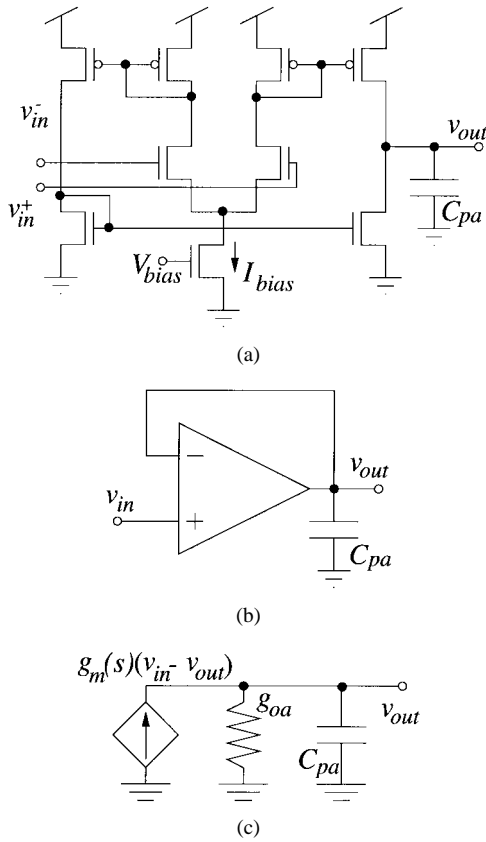 v_in^-
v_in^+
V_bias
I_bias
v_out
C_pa
(a)
v_in
−
+
v_out
C_pa
(b)
g_m(s)(v_in - v_out)
g_oa
C_pa
v_out
(c)